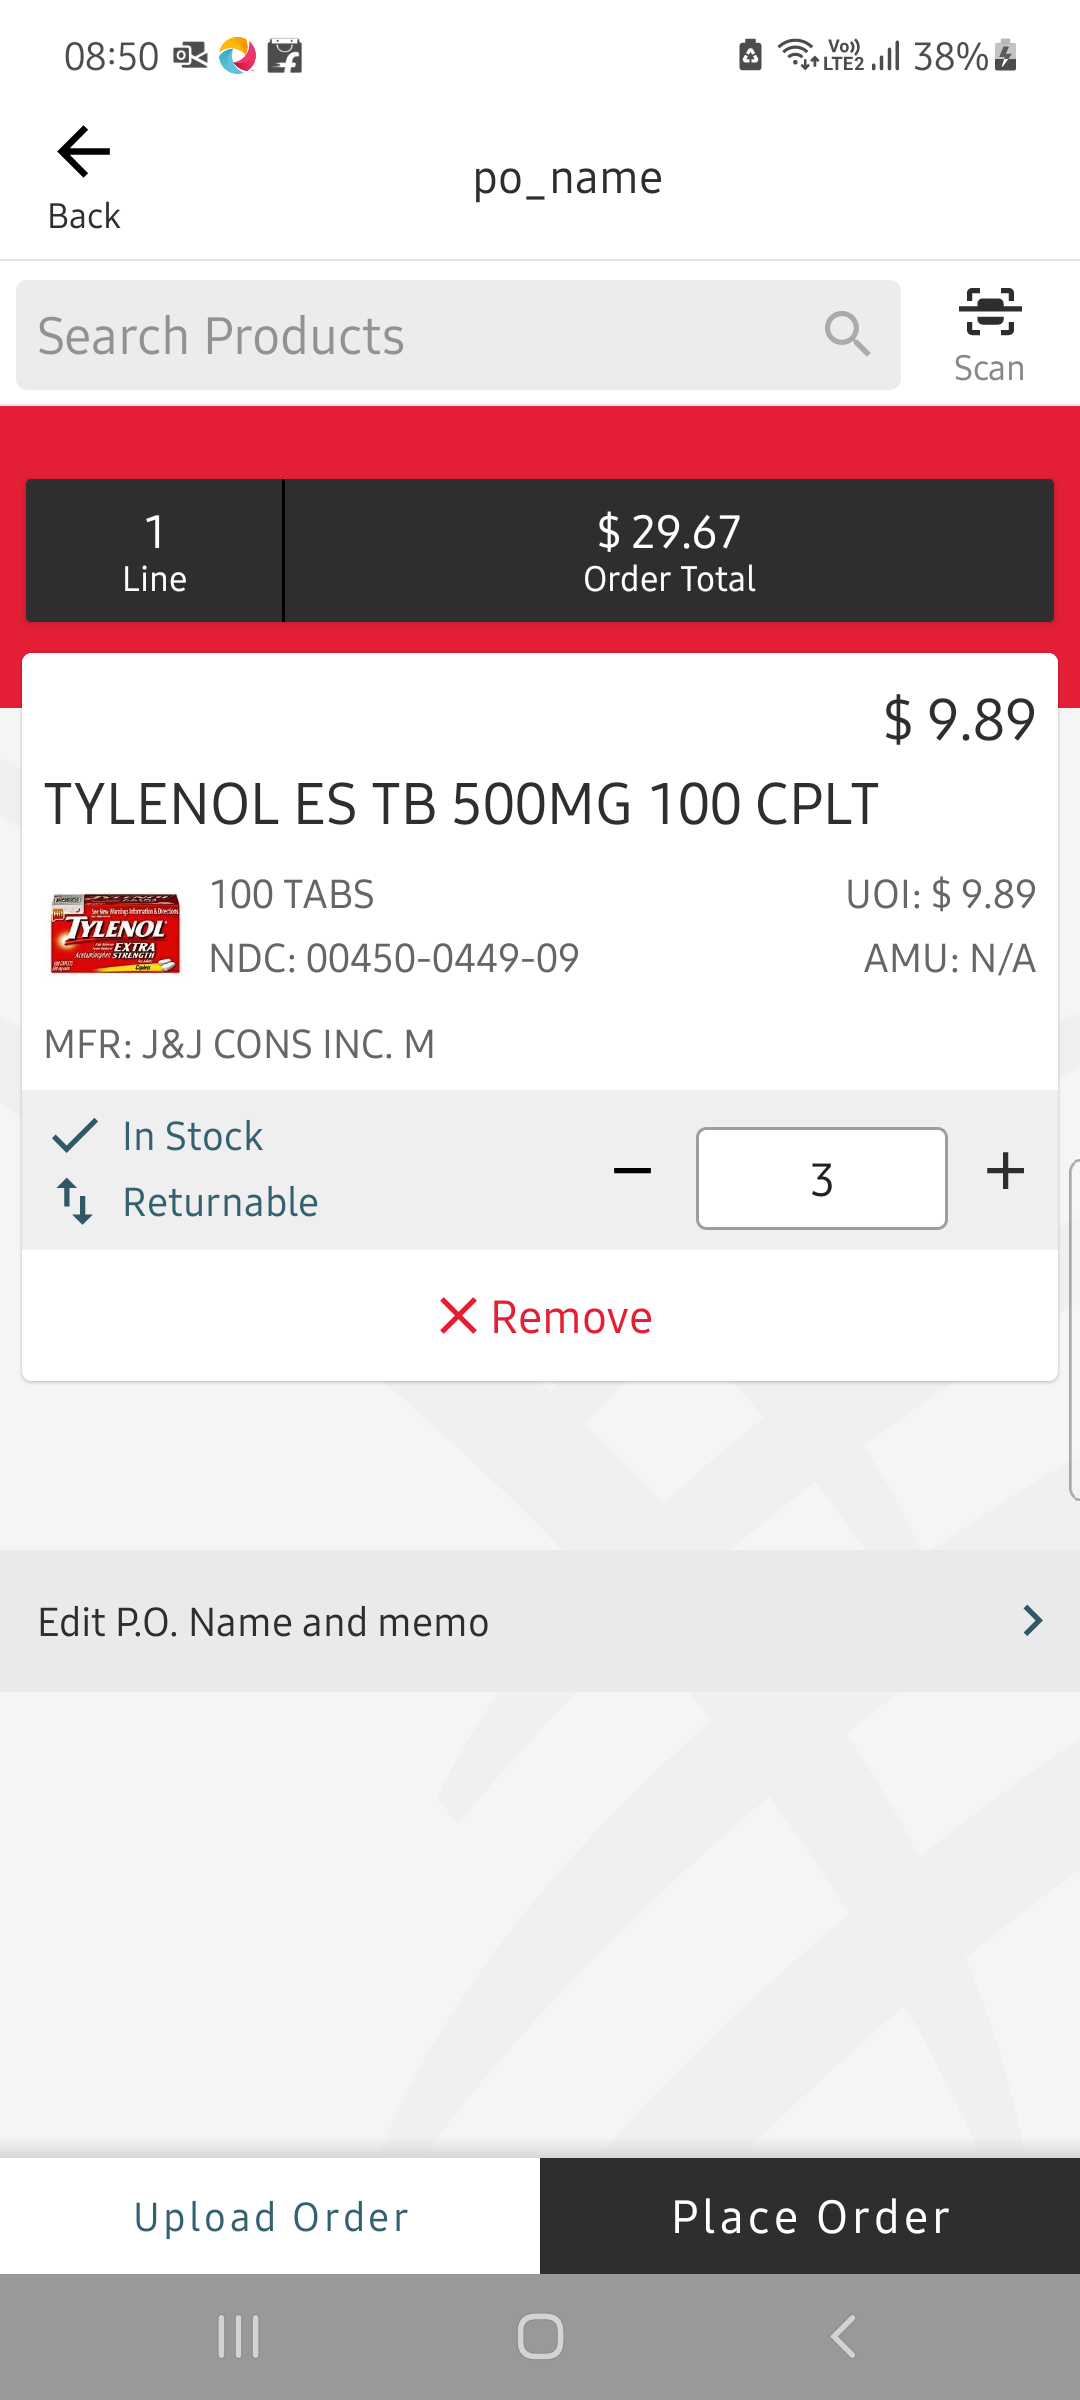 08:50
Vo)) LTE2
38%
Back
po_name
Search Products
Scan
1
Line
$ 29.67
Order Total
$ 9.89
TYLENOL ES TB 500MG 100 CPLT
TYLENOL
EXTRA
STRENGTH
100 TABS
UOI: $ 9.89
NDC: 00450-0449-09
AMU: N/A
MFR: J&J CONS INC. M
In Stock
Returnable
3
Remove
Edit P.O. Name and memo
Upload Order
Place Order